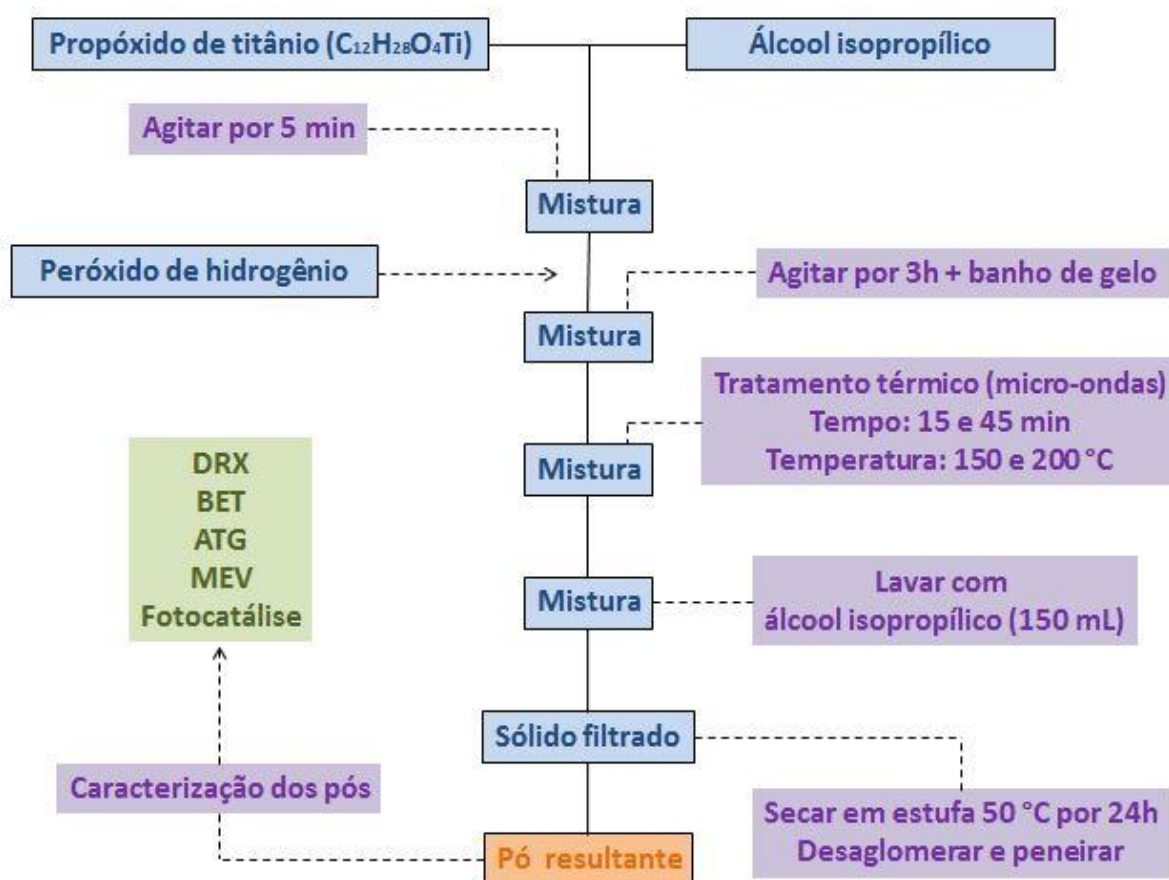 Propóxido de titânio (C₁₂H₂₈O₄Ti)
Álcool isopropílico
Agitar por 5 min
Mistura
Peróxido de hidrogênio
Agitar por 3h + banho de gelo
Mistura
Tratamento térmico (micro-ondas)
Tempo: 15 e 45 min
Temperatura: 150 e 200 °C
Mistura
DRX
BET
ATG
MEV
Fotocatálise
Mistura
Lavar com
álcool isopropílico (150 mL)
Sólido filtrado
Caracterização dos pós
Secar em estufa 50 °C por 24h
Desaglomerar e peneirar
Pó resultante